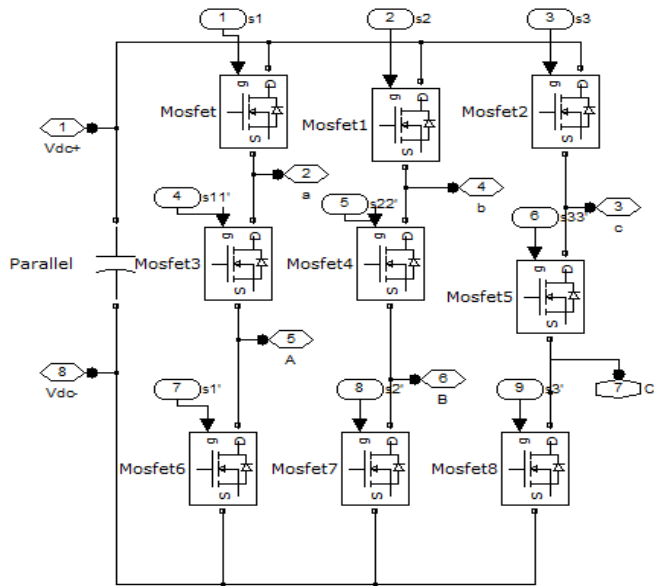 1 s1
2 s2
3 s3
g D S
Mosfet
g D S
Mosfet1
g D S
Mosfet2
1
Vdc+
2
a
4
b
3
c
4 s11'
5 s22'
6 s33'
Parallel
g D S
Mosfet3
g D S
Mosfet4
g D S
Mosfet5
5
A
8
Vdc-
6
B
7 C
7 s1'
8 s2'
9 s3'
g D S
Mosfet6
g D S
Mosfet7
g D S
Mosfet8